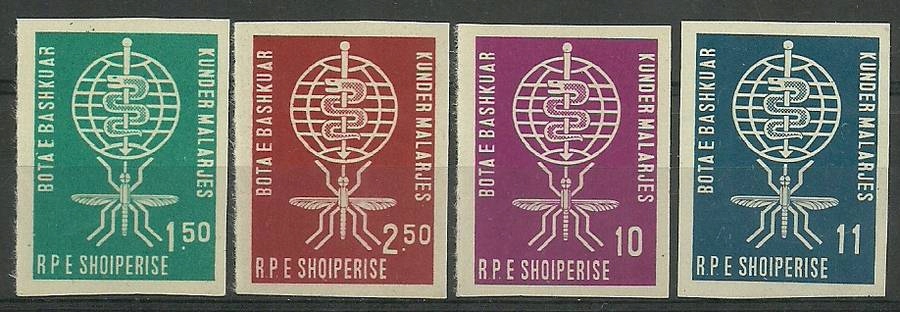 BOTA E BASHKUAR
KUNDER MALARJES
1.50
R P E SHQIPERISE
BOTA E BASHKUAR
KUNDER MALARJES
2.50
R P E SHQIPERISE
BOTA E BASHKUAR
KUNDER MALARJES
10
R P E SHQIPERISE
BOTA E BASHKUAR
KUNDER MALARJES
11
R P E SHQIPERISE